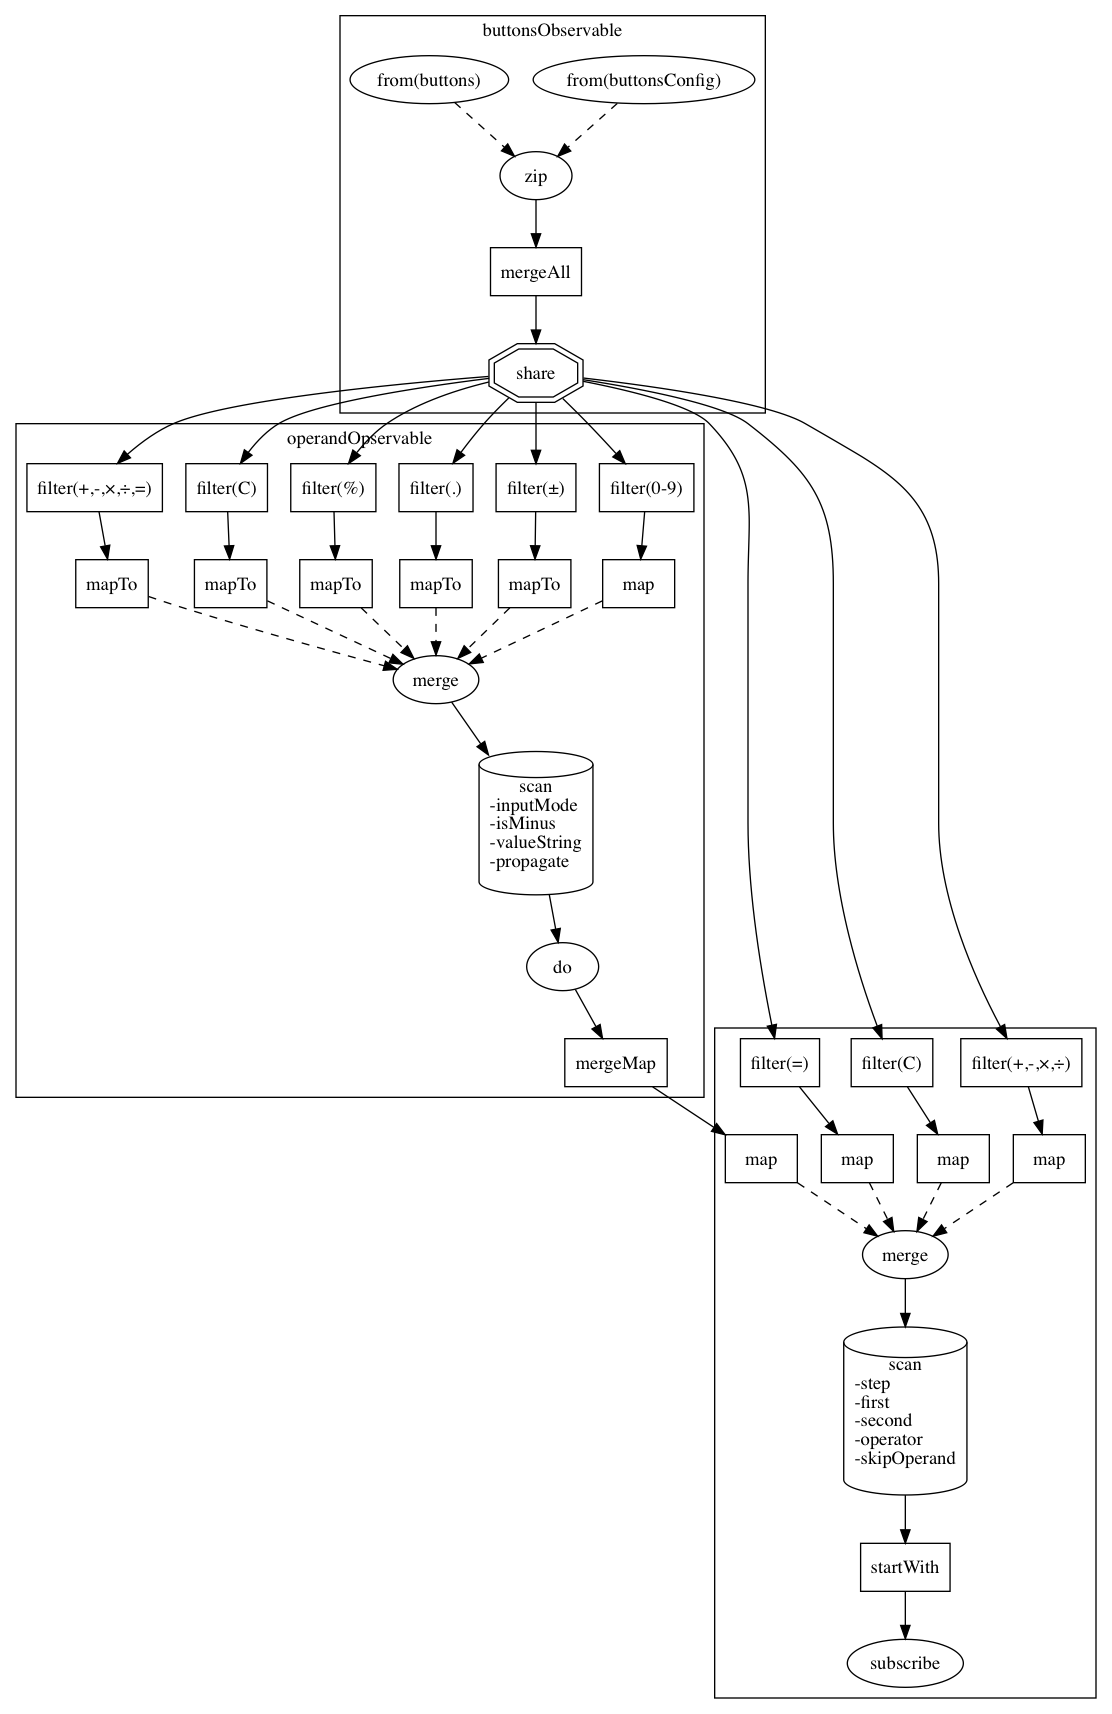 buttonsObservable
from(buttons)
from(buttonsConfig)
zip
mergeAll
share
operandOpservable
filter(+,-,×,÷,=)
filter(C)
filter(%)
filter(.)
filter(±)
filter(0-9)
mapTo
mapTo
mapTo
mapTo
mapTo
map
merge
scan
-inputMode
-isMinus
-valueString
-propagate
do
mergeMap
filter(=)
filter(C)
filter(+,-,×,÷)
map
map
map
map
merge
scan
-step
-first
-second
-operator
-skipOperand
startWith
subscribe